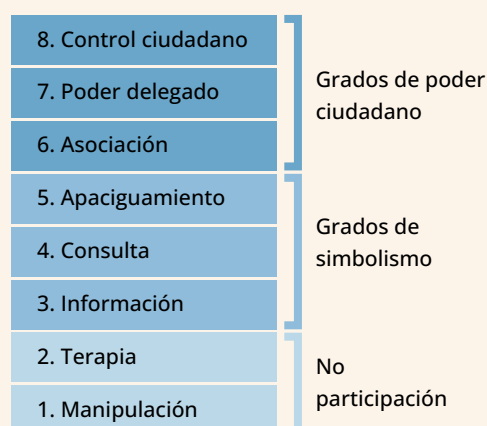 8. Control ciudadano
7. Poder delegado
6. Asociación
Grados de poder
ciudadano
5. Apaciguamiento
4. Consulta
3. Información
Grados de
simbolismo
2. Terapia
1. Manipulación
No
participación